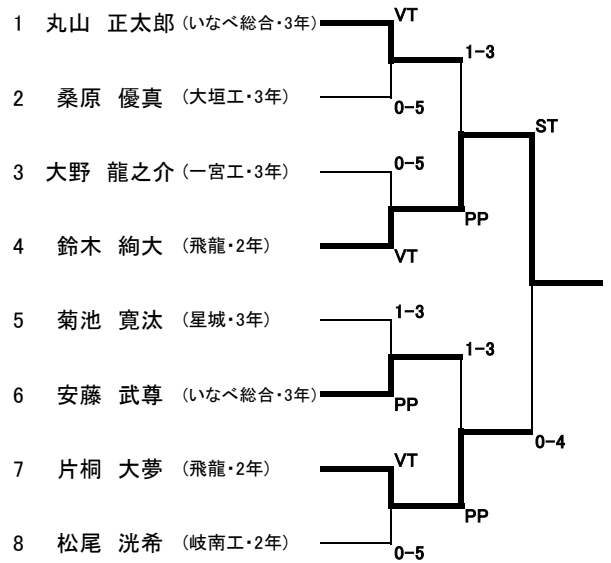 1 丸山 正太郎 (いなべ総合・3年)
VT
1-3
2 桑原 優真 (大垣工・3年)
0-5
ST
3 大野 龍之介 (一宮工・3年)
0-5
PP
4 鈴木 絢大 (飛龍・2年)
VT
5 菊池 寛汰 (星城・3年)
1-3
1-3
6 安藤 武尊 (いなべ総合・3年)
PP
0-4
7 片桐 大夢 (飛龍・2年)
VT
PP
8 松尾 洸希 (岐南工・2年)
0-5